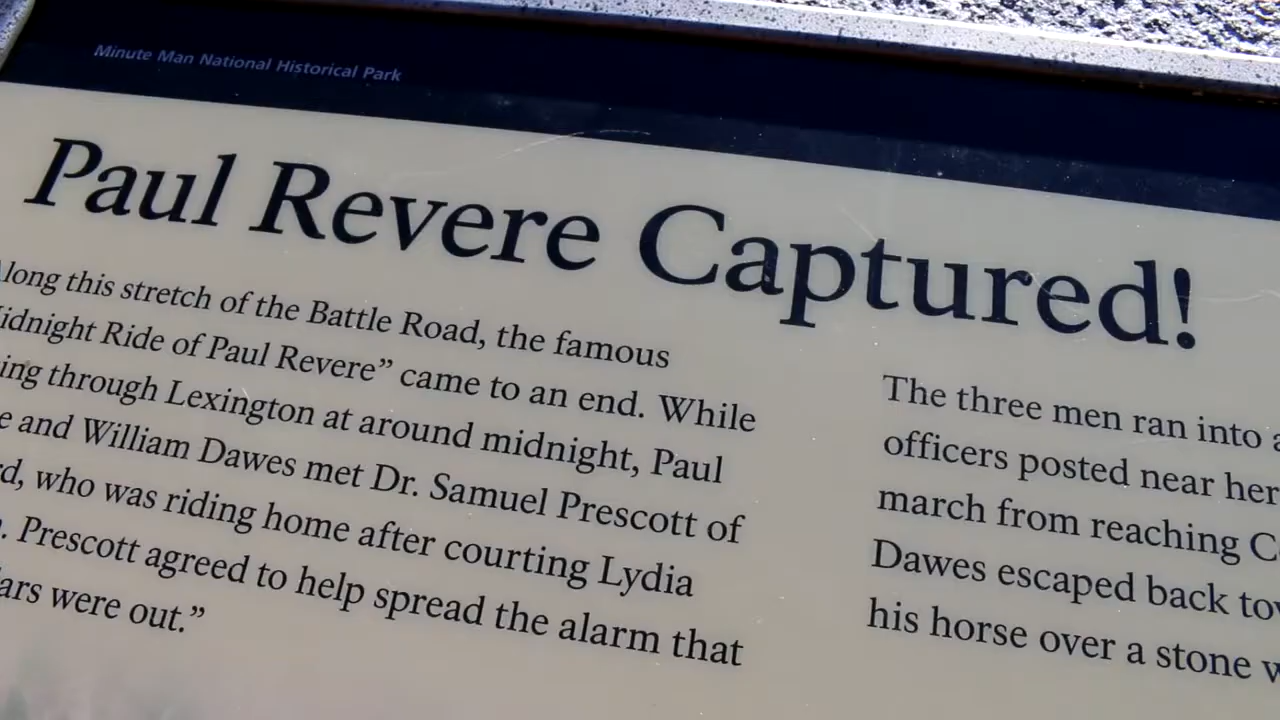 Minute Man National Historical Park
Paul Revere Captured!
long this stretch of the Battle Road, the famous
idnight Ride of Paul Revere” came to an end. While
ing through Lexington at around midnight, Paul
e and William Dawes met Dr. Samuel Prescott of
d, who was riding home after courting Lydia
. Prescott agreed to help spread the alarm that
ars were out.”
The three men ran into a
officers posted near her
march from reaching C
Dawes escaped back tow
his horse over a stone w